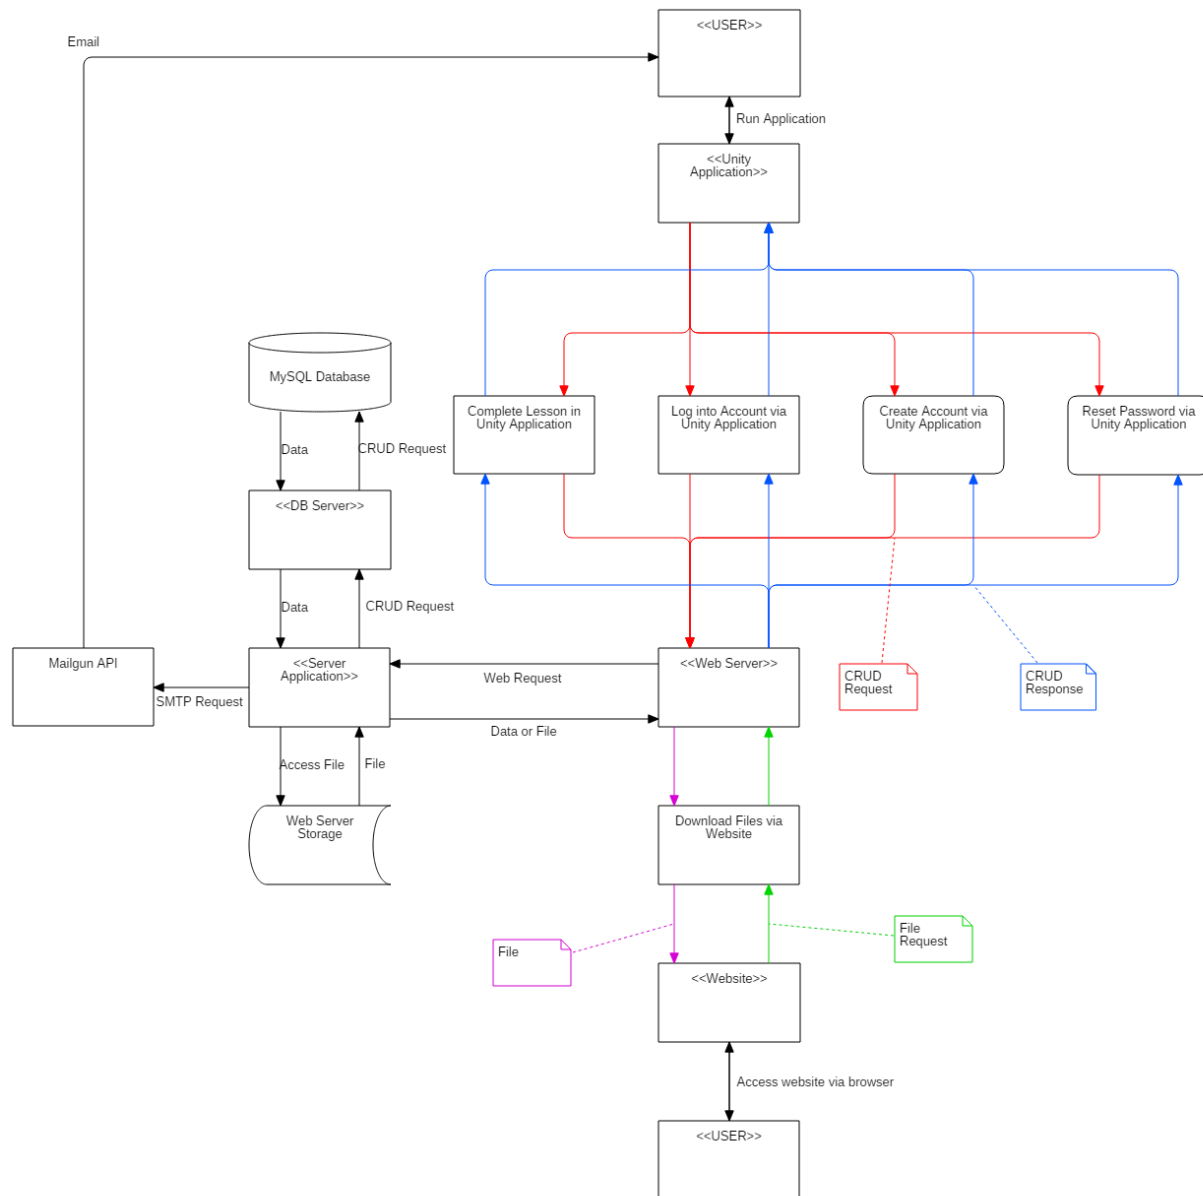 <<USER>>
Email
Run Application
<<Unity
Application>>
MySQL Database
Complete Lesson in
Unity Application
Log into Account via
Unity Application
Create Account via
Unity Application
Reset Password via
Unity Application
Data
CRUD Request
<<DB Server>>
Data
CRUD Request
Mailgun API
<<Server
Application>>
<<Web Server>>
Web Request
SMTP Request
Data or File
CRUD
Request
CRUD
Response
Access File
File
Web Server
Storage
Download Files via
Website
File
File
Request
<<Website>>
Access website via browser
<<USER>>